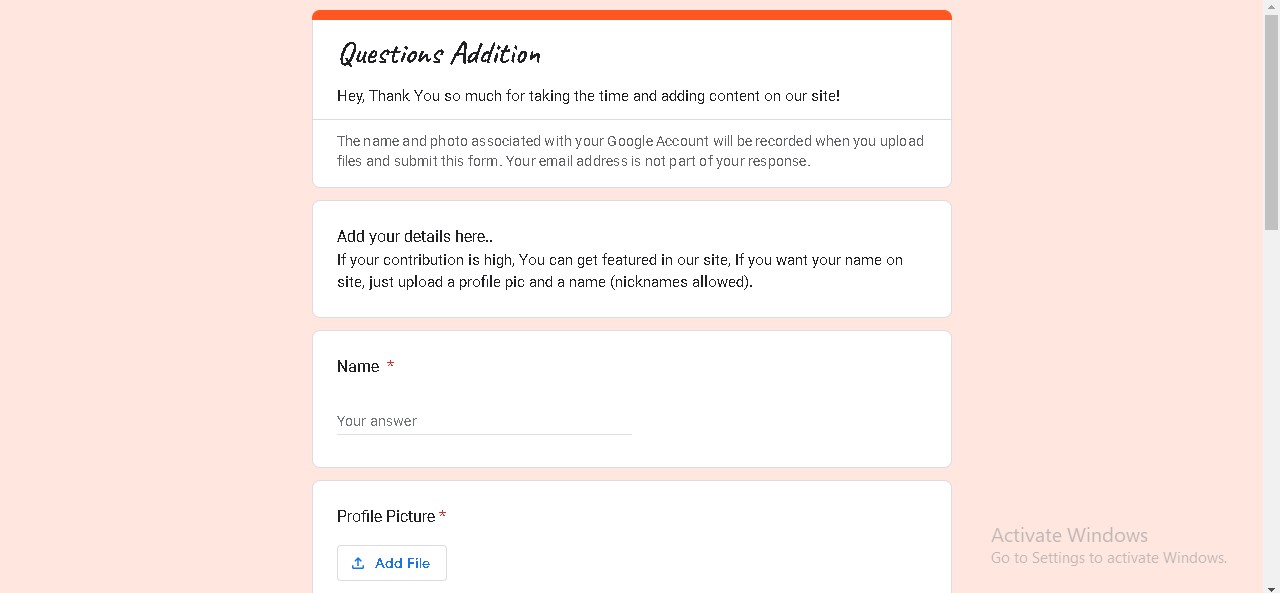 Questions Addition
Hey, Thank You so much for taking the time and adding content on our site!
The name and photo associated with your Google Account will be recorded when you upload
files and submit this form. Your email address is not part of your response.
Add your details here..
If your contribution is high, You can get featured in our site, If you want your name on
site, just upload a profile pic and a name (nicknames allowed).
Name *
Your answer
Profile Picture *
Add File
Activate Windows
Go to Settings to activate Windows.